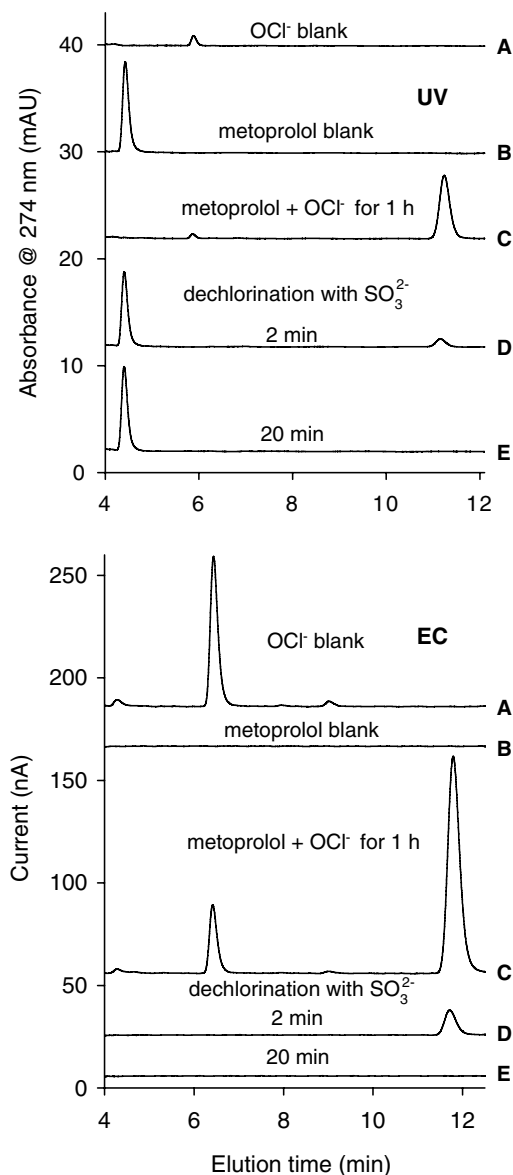 40
OCl⁻ blank
A
UV
metoprolol blank
30
B
metoprolol + OCl⁻ for 1 h
C
20
dechlorination with SO₃²⁻
2 min
D
10
20 min
E
0
4 6 8 10 12
Absorbance @ 274 nm (mAU)
250
OCl⁻ blank
EC
200
A
metoprolol blank
B
150
metoprolol + OCl⁻ for 1 h
100
C
50
dechlorination with SO₃²⁻
2 min
D
20 min
E
0
4 6 8 10 12
Current (nA)
Elution time (min)